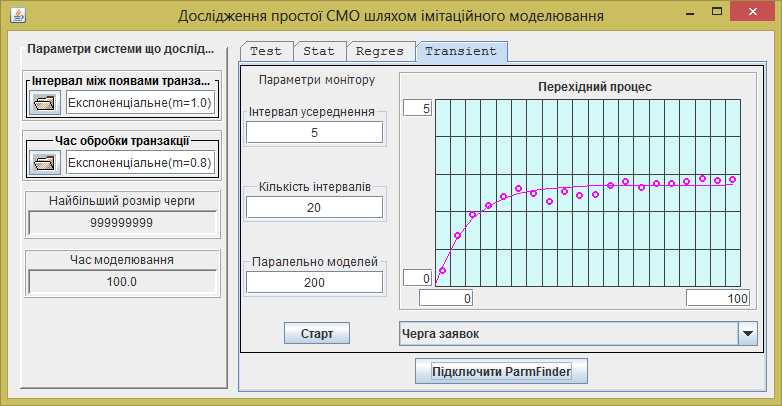 Дослідження простої СМО шляхом імітаційного моделювання
Параметри системи що дослід...
Інтервал між появами транза...
Експоненціальне(m=1.0)
Час обробки транзакції
Експоненціальне(m=0.8)
Найбільший розмір черги
999999999
Час моделювання
100.0
Test Stat Regres Transient
Параметри монітору
Інтервал усереднення
5
Кількість інтервалів
20
Паралельно моделей
200
Старт
Перехідний процес
5
0
0 100
Черга заявок
Підключити ParmFinder